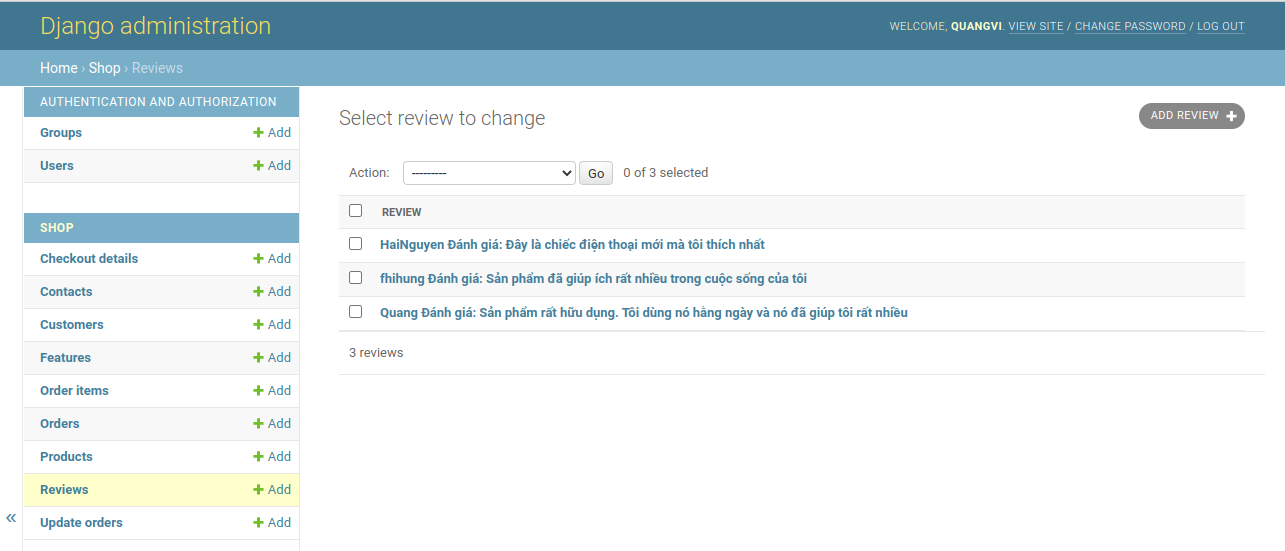 Django administration
WELCOME, QUANGVI. VIEW SITE / CHANGE PASSWORD / LOG OUT
Home › Shop › Reviews
AUTHENTICATION AND AUTHORIZATION
Groups Add
Users Add
SHOP
Checkout details Add
Contacts Add
Customers Add
Features Add
Order items Add
Orders Add
Products Add
Reviews Add
Update orders Add
«
Select review to change
ADD REVIEW
Action: --------- Go 0 of 3 selected
REVIEW
HaiNguyen Đánh giá: Đây là chiếc điện thoại mới mà tôi thích nhất
fhihung Đánh giá: Sản phẩm đã giúp ích rất nhiều trong cuộc sống của tôi
Quang Đánh giá: Sản phẩm rất hữu dụng. Tôi dùng nó hằng ngày và nó đã giúp tôi rất nhiều
3 reviews